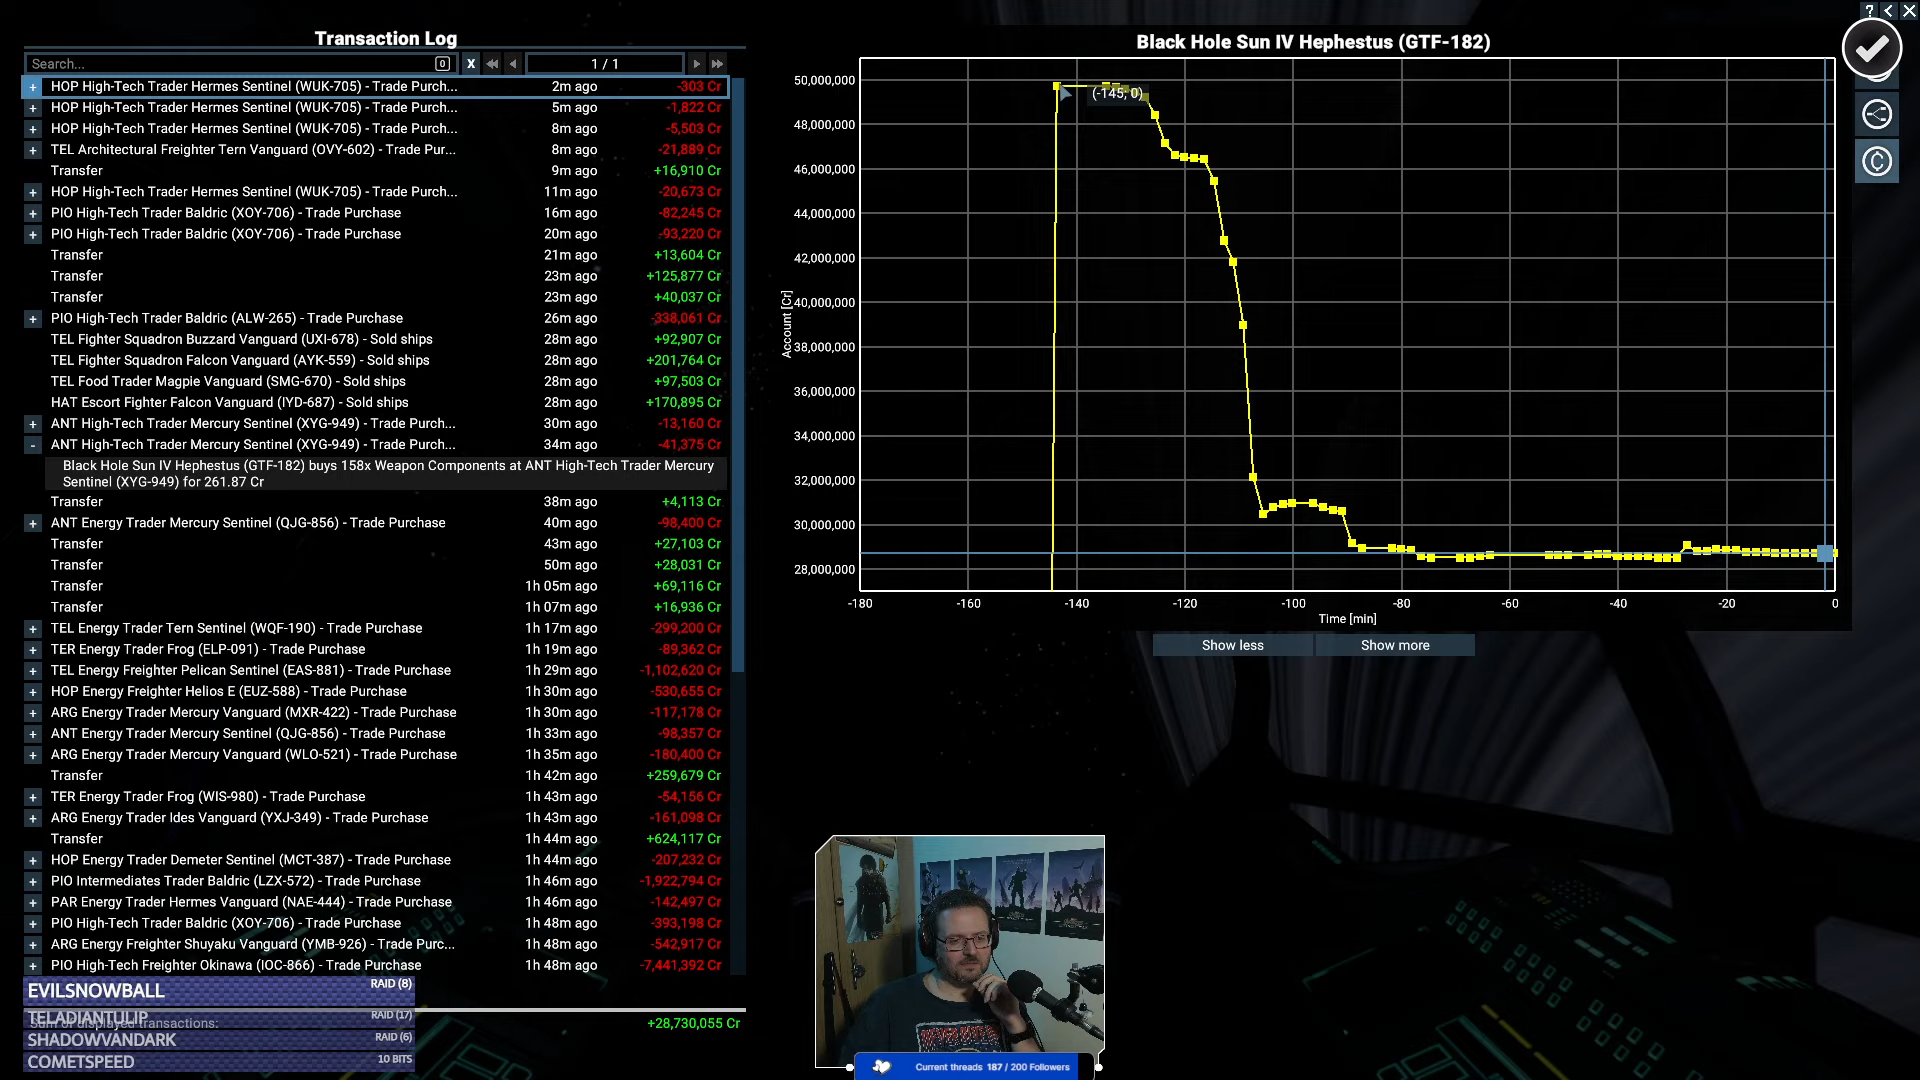 Transaction Log
Search...
0
X
1 / 1
+ HOP High-Tech Trader Hermes Sentinel (WUK-705) - Trade Purch... 2m ago -303 Cr
+ HOP High-Tech Trader Hermes Sentinel (WUK-705) - Trade Purch... 5m ago -1,822 Cr
+ HOP High-Tech Trader Hermes Sentinel (WUK-705) - Trade Purch... 8m ago -5,503 Cr
+ TEL Architectural Freighter Tern Vanguard (OVY-602) - Trade Pur... 8m ago -21,889 Cr
Transfer 9m ago +16,910 Cr
+ HOP High-Tech Trader Hermes Sentinel (WUK-705) - Trade Purch... 11m ago -20,673 Cr
+ PIO High-Tech Trader Baldric (XOY-706) - Trade Purchase 16m ago -82,245 Cr
+ PIO High-Tech Trader Baldric (XOY-706) - Trade Purchase 20m ago -93,220 Cr
Transfer 21m ago +13,604 Cr
Transfer 23m ago +125,877 Cr
Transfer 23m ago +40,037 Cr
+ PIO High-Tech Trader Baldric (ALW-265) - Trade Purchase 26m ago -338,061 Cr
TEL Fighter Squadron Buzzard Vanguard (UXI-678) - Sold ships 28m ago +92,907 Cr
TEL Fighter Squadron Falcon Vanguard (AYK-559) - Sold ships 28m ago +201,764 Cr
TEL Food Trader Magpie Vanguard (SMG-670) - Sold ships 28m ago +97,503 Cr
HAT Escort Fighter Falcon Vanguard (IYD-687) - Sold ships 28m ago +170,895 Cr
+ ANT High-Tech Trader Mercury Sentinel (XYG-949) - Trade Purch... 30m ago -13,160 Cr
- ANT High-Tech Trader Mercury Sentinel (XYG-949) - Trade Purch... 34m ago -41,375 Cr
Black Hole Sun IV Hephestus (GTF-182) buys 158x Weapon Components at ANT High-Tech Trader Mercury
Sentinel (XYG-949) for 261.87 Cr
Transfer 38m ago +4,113 Cr
+ ANT Energy Trader Mercury Sentinel (QJG-856) - Trade Purchase 40m ago -98,400 Cr
Transfer 43m ago +27,103 Cr
Transfer 50m ago +28,031 Cr
Transfer 1h 05m ago +69,116 Cr
Transfer 1h 07m ago +16,936 Cr
+ TEL Energy Trader Tern Sentinel (WQF-190) - Trade Purchase 1h 17m ago -299,200 Cr
+ TER Energy Trader Frog (ELP-091) - Trade Purchase 1h 19m ago -89,362 Cr
+ TEL Energy Freighter Pelican Sentinel (EAS-881) - Trade Purchase 1h 29m ago -1,102,620 Cr
+ HOP Energy Freighter Helios E (EUZ-588) - Trade Purchase 1h 30m ago -530,655 Cr
+ ARG Energy Trader Mercury Vanguard (MXR-422) - Trade Purchase 1h 30m ago -117,178 Cr
+ ANT Energy Trader Mercury Sentinel (QJG-856) - Trade Purchase 1h 33m ago -98,357 Cr
+ ARG Energy Trader Mercury Vanguard (WLO-521) - Trade Purchase 1h 35m ago -180,400 Cr
Transfer 1h 42m ago +259,679 Cr
+ TER Energy Trader Frog (WIS-980) - Trade Purchase 1h 43m ago -54,156 Cr
+ ARG Energy Trader Ides Vanguard (YXJ-349) - Trade Purchase 1h 43m ago -161,098 Cr
Transfer 1h 44m ago +624,117 Cr
+ HOP Energy Trader Demeter Sentinel (MCT-387) - Trade Purchase 1h 44m ago -207,232 Cr
+ PIO Intermediates Trader Baldric (LZX-572) - Trade Purchase 1h 46m ago -1,922,794 Cr
+ PAR Energy Trader Hermes Vanguard (NAE-444) - Trade Purchase 1h 46m ago -142,497 Cr
+ PIO High-Tech Trader Baldric (XOY-706) - Trade Purchase 1h 48m ago -393,198 Cr
+ ARG Energy Freighter Shuyaku Vanguard (YMB-926) - Trade Purc... 1h 48m ago -542,917 Cr
+ PIO High-Tech Freighter Okinawa (IOC-866) - Trade Purchase 1h 48m ago -7,441,392 Cr
EVILSNOWBALL RAID (8)
TELADIANTULIP RAID (17)
Sum of displayed transactions: +28,730,055 Cr
SHADOWVANDARK RAID (6)
COMETSPEED 10 BITS
? < X
Black Hole Sun IV Hephestus (GTF-182)
50,000,000
48,000,000
46,000,000
44,000,000
42,000,000
40,000,000
38,000,000
36,000,000
34,000,000
32,000,000
30,000,000
28,000,000
Account [Cr]
(-145, 0)
-180 -160 -140 -120 -100 -80 -60 -40 -20 0
Time [min]
Show less Show more
Current threads 187 / 200 Followers